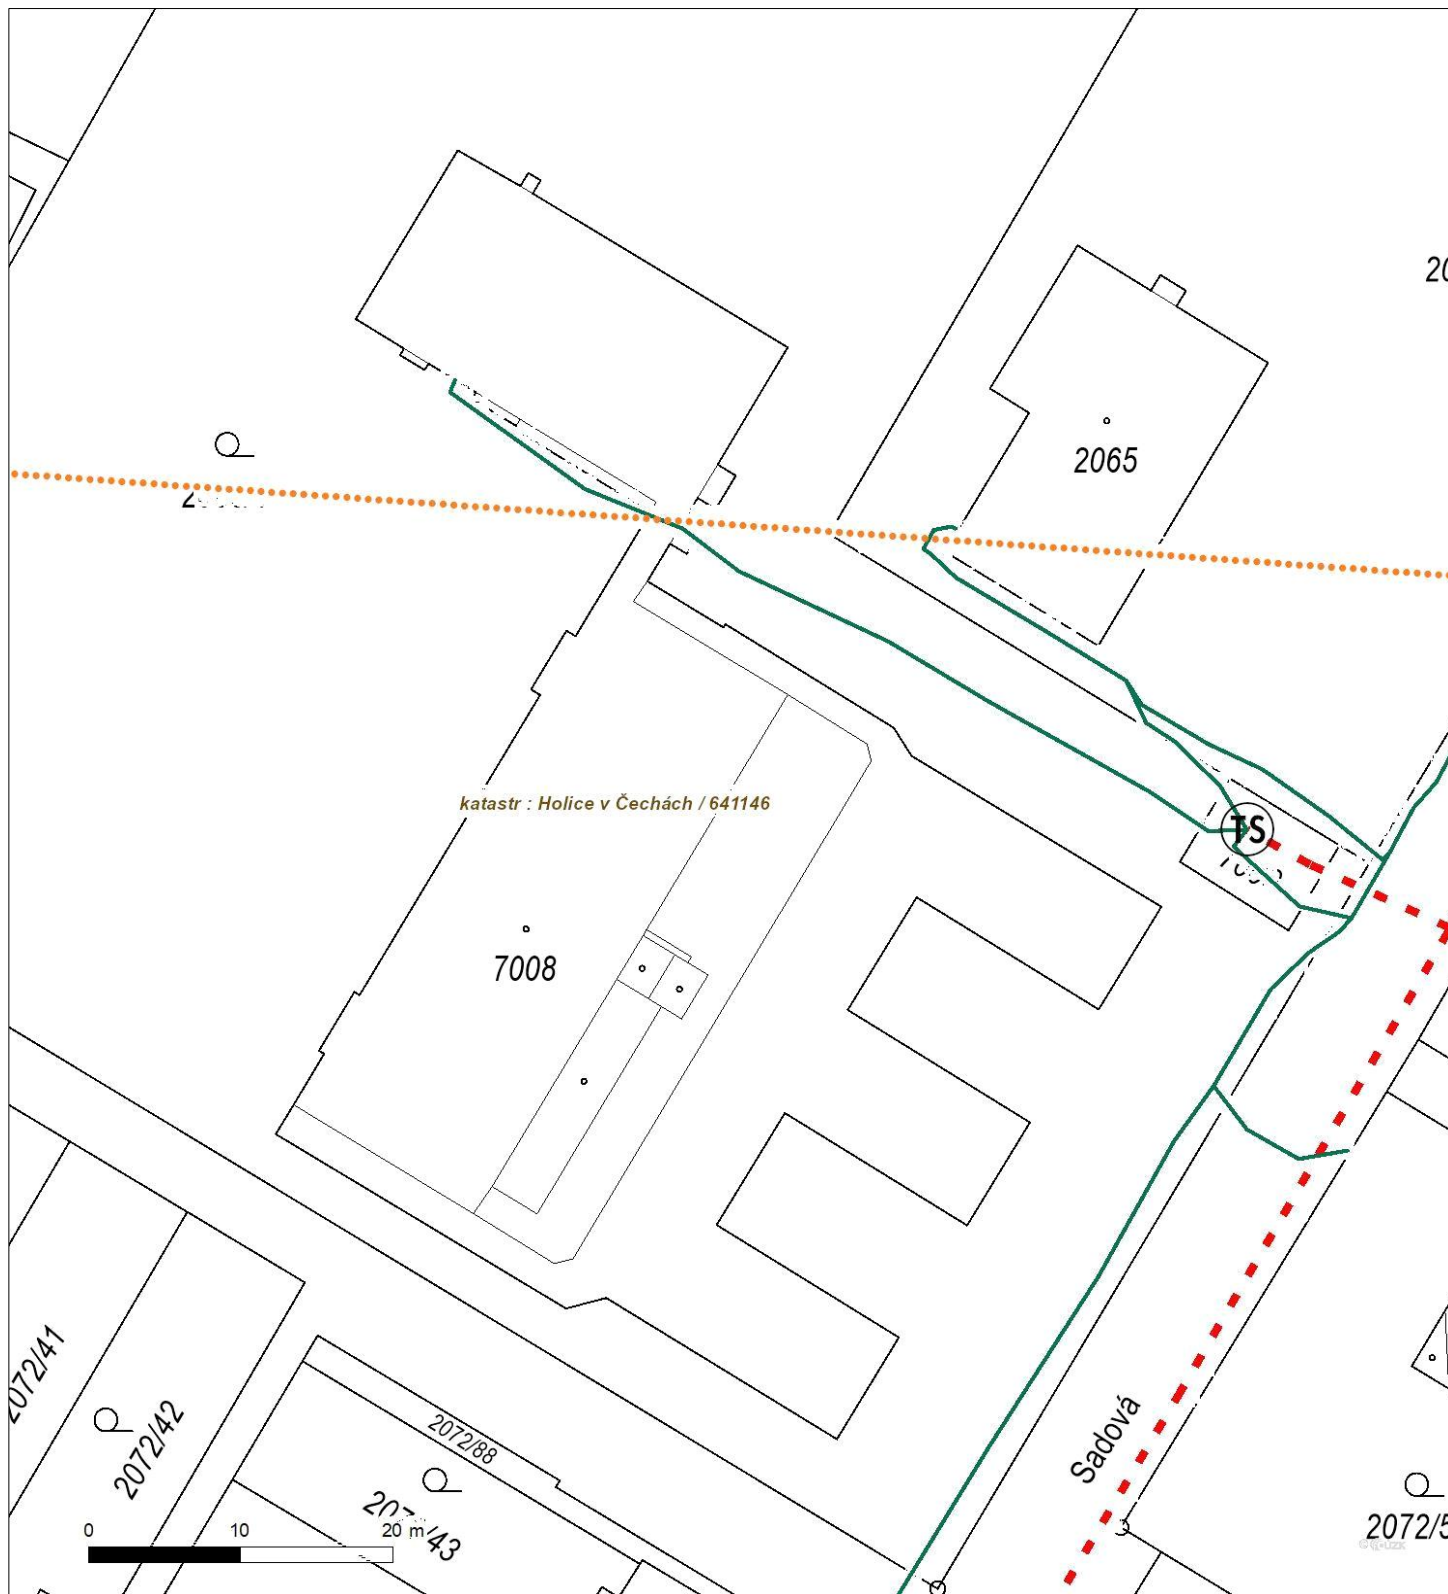 2065
katastr : Holice v Čechách / 641146
TS
7008
2072/41
2072/42
2072/88
Sadová
0 10 20 m